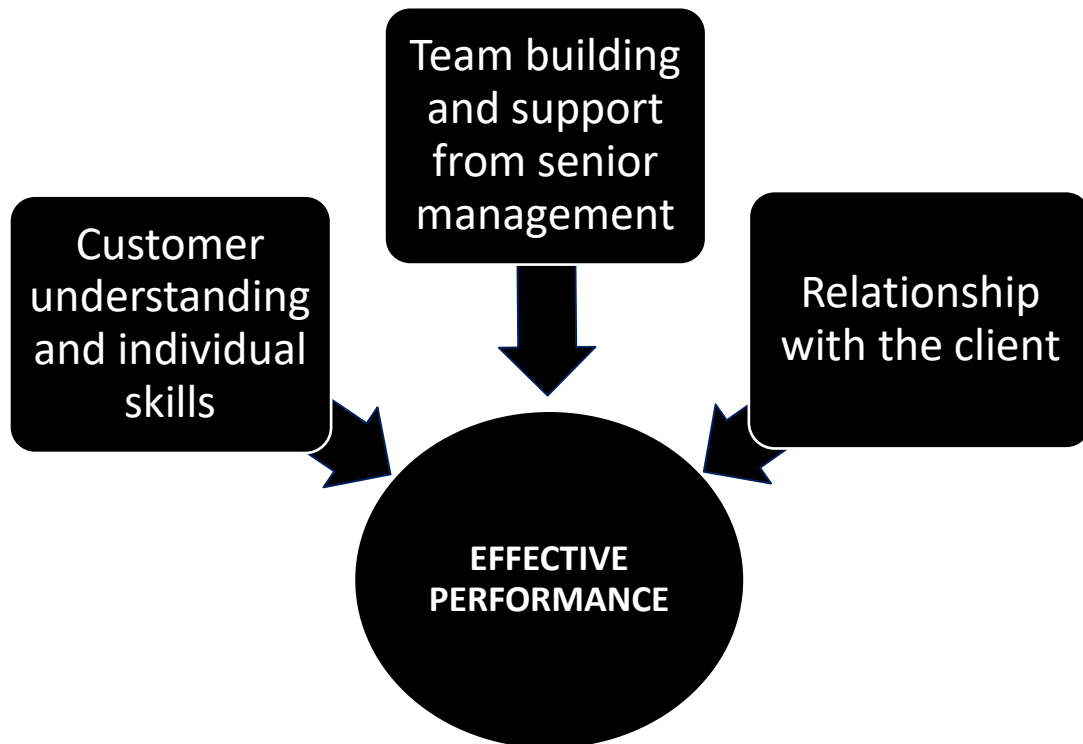 Team building
and support
from senior
management
Customer
understanding
and individual
skills
Relationship
with the client
EFFECTIVE
PERFORMANCE